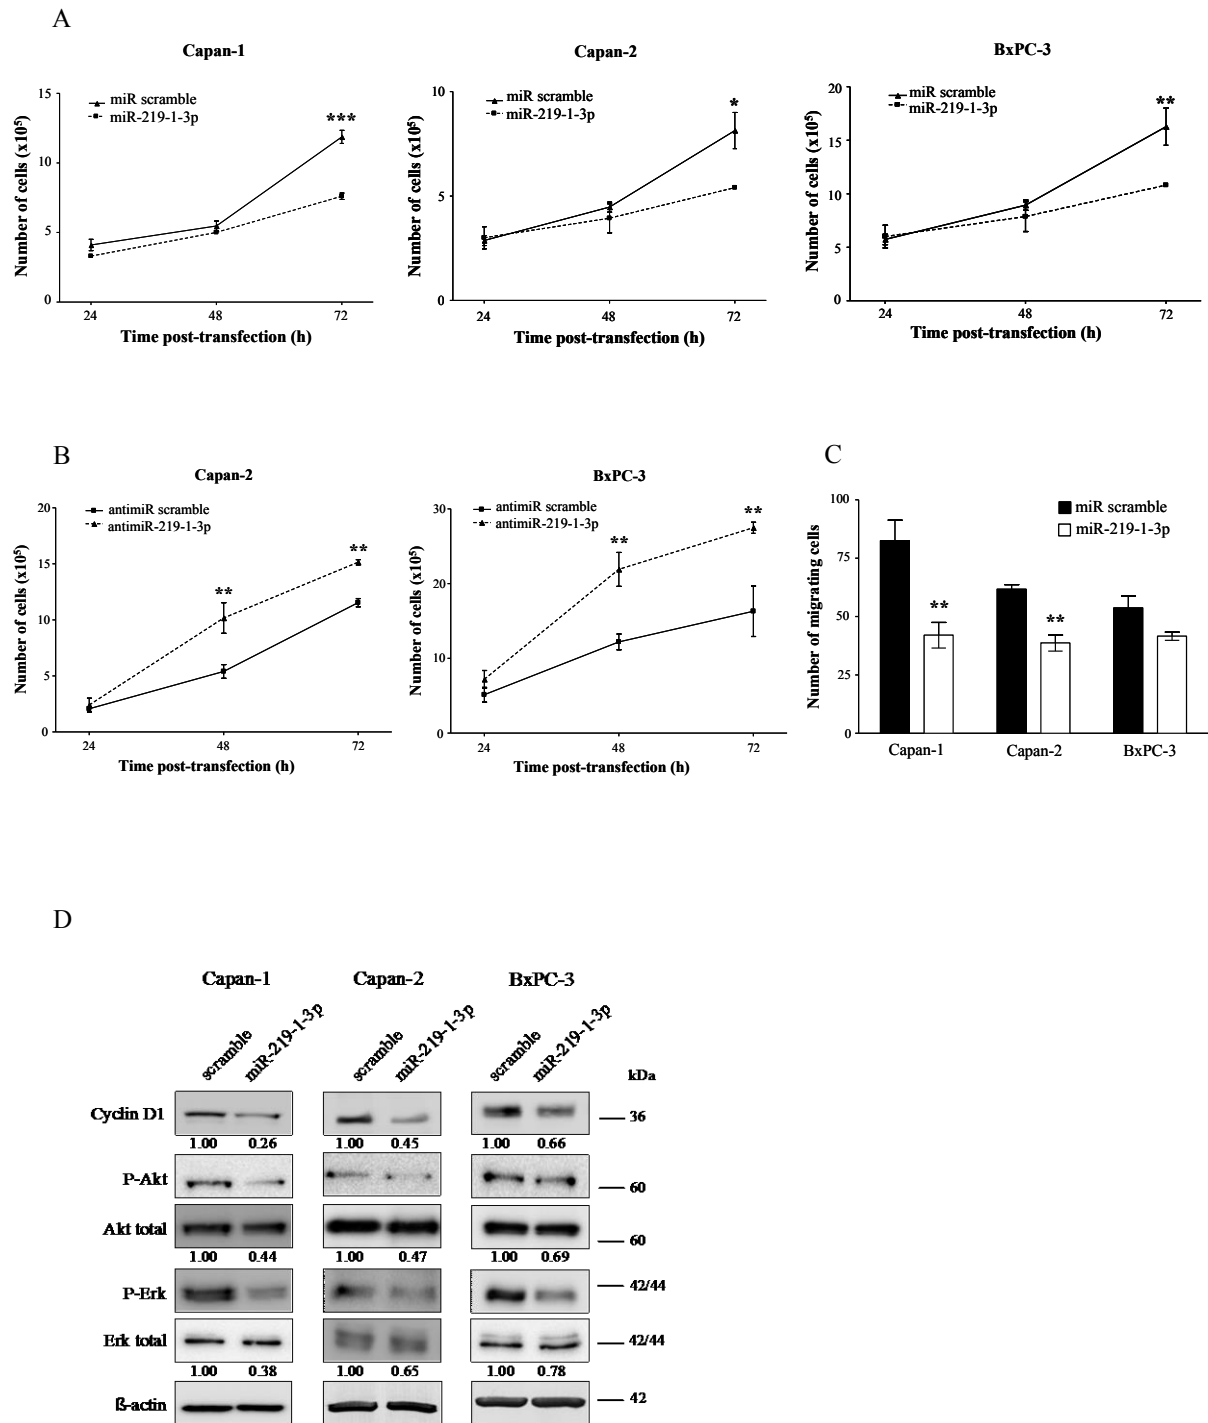 A
Capan-1
Capan-2
BxPC-3
miR scramble
miR-219-1-3p
miR scramble
miR-219-1-3p
miR scramble
miR-219-1-3p
***
*
**
Number of cells (x10⁵)
Number of cells (x10⁵)
Number of cells (x10⁵)
15
10
5
0
10
5
0
20
15
10
5
0
24 48 72
24 48 72
24 48 72
Time post-transfection (h)
Time post-transfection (h)
Time post-transfection (h)
B
Capan-2
BxPC-3
antimiR scramble
antimiR-219-1-3p
antimiR scramble
antimiR-219-1-3p
** **
** **
Number of cells (x10⁵)
Number of cells (x10⁵)
20
15
10
5
0
30
20
10
0
24 48 72
24 48 72
Time post-transfection (h)
Time post-transfection (h)
C
miR scramble
miR-219-1-3p
Number of migrating cells
100
75
50
25
0
** **
Capan-1 Capan-2 BxPC-3
D
Capan-1 Capan-2 BxPC-3
scramble miR-219-1-3p scramble miR-219-1-3p scramble miR-219-1-3p
kDa
Cyclin D1 36
1.00 0.26 1.00 0.45 1.00 0.66
P-Akt 60
Akt total 60
1.00 0.44 1.00 0.47 1.00 0.69
P-Erk 42/44
Erk total 42/44
1.00 0.38 1.00 0.65 1.00 0.78
ß-actin 42